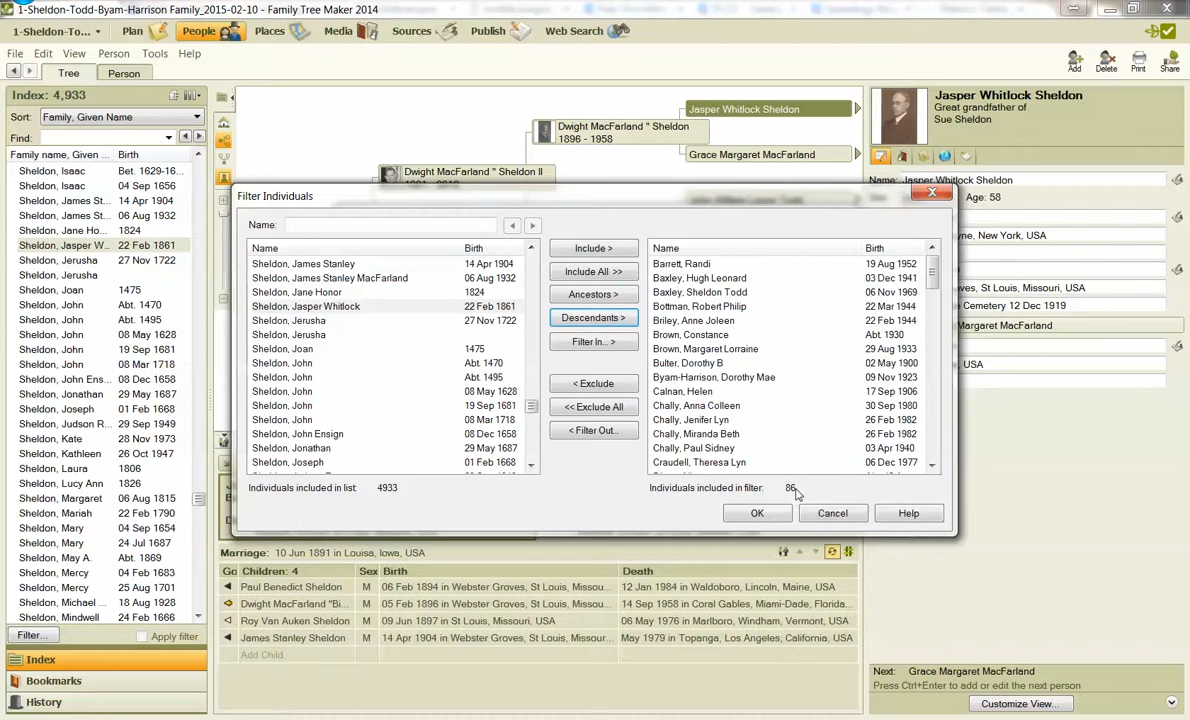 1-Sheldon-Todd-Byam-Harrison Family_2015-02-10 - Family Tree Maker 2014
1-Sheldon-To... Plan People Places Media Sources Publish Web Search
File Edit View Person Tools Help
Tree Person
Add Delete Print Share
Index: 4,933
Sort: Family, Given Name
Find:
Family name, Given ... Birth
Sheldon, Isaac Bet. 1629-16...
Sheldon, Isaac 04 Sep 1656
Sheldon, James St... 14 Apr 1904
Sheldon, James St... 06 Aug 1932
Sheldon, Jane Ho... 1824
Sheldon, Jasper W... 22 Feb 1861
Sheldon, Jerusha 27 Nov 1722
Sheldon, Jerusha
Sheldon, Joan 1475
Sheldon, John Abt. 1470
Sheldon, John Abt. 1495
Sheldon, John 08 May 1628
Sheldon, John 19 Sep 1681
Sheldon, John 08 Mar 1718
Sheldon, John Ens... 08 Dec 1658
Sheldon, Jonathan 29 May 1687
Sheldon, Joseph 01 Feb 1668
Sheldon, Judson R... 29 Sep 1944
Sheldon, Kate 28 Nov 1973
Sheldon, Kathleen 26 Oct 1947
Sheldon, Laura 1806
Sheldon, Lucy Ann 1826
Sheldon, Margaret 06 Aug 1815
Sheldon, Mariah 22 Feb 1790
Sheldon, Mary 24 Jul 1654
Sheldon, Mary
Sheldon, May A. Abt. 1869
Sheldon, Mercy 04 Feb 1683
Sheldon, Mercy 25 Aug 1701
Sheldon, Michael ... 18 Aug 1928
Sheldon, Mindwell 24 Feb 1666
Filter... Apply filter
Index
Bookmarks
History
Jasper Whitlock Sheldon
Dwight MacFarland " Sheldon
1896 - 1958
Grace Margaret MacFarland
Dwight MacFarland " Sheldon II
Jasper Whitlock Sheldon
Great grandfather of
Sue Sheldon
Name: Jasper Whitlock Sheldon
Age: 58
yne, New York, USA
es, St Louis, Missouri, USA
e Cemetery 12 Dec 1919
Margaret MacFarland
USA
Filter Individuals
Name:
Name Birth
Sheldon, James Stanley 14 Apr 1904
Sheldon, James Stanley MacFarland 06 Aug 1932
Sheldon, Jane Honor 1824
Sheldon, Jasper Whitlock 22 Feb 1861
Sheldon, Jerusha 27 Nov 1722
Sheldon, Jerusha
Sheldon, Joan 1475
Sheldon, John Abt. 1470
Sheldon, John Abt. 1495
Sheldon, John 08 May 1628
Sheldon, John 19 Sep 1681
Sheldon, John 08 Mar 1718
Sheldon, John Ensign 08 Dec 1658
Sheldon, Jonathan 29 May 1687
Sheldon, Joseph 01 Feb 1668
Individuals included in list: 4933
Include >
Include All >>
Ancestors >
Descendants >
Filter In... >
< Exclude
<< Exclude All
< Filter Out...
Name Birth
Barrett, Randi 19 Aug 1952
Baxley, Hugh Leonard 03 Dec 1941
Baxley, Sheldon Todd 06 Nov 1969
Bottman, Robert Philip 22 Mar 1944
Briley, Anne Joleen 22 Feb 1944
Brown, Constance Abt. 1930
Brown, Margaret Lorraine 29 Aug 1933
Bulter, Dorothy B 02 May 1900
Byam-Harrison, Dorothy Mae 09 Nov 1923
Calnan, Helen 17 Sep 1906
Chally, Anna Colleen 30 Sep 1980
Chally, Jenifer Lyn 26 Feb 1982
Chally, Miranda Beth 26 Feb 1982
Chally, Paul Sidney 03 Apr 1940
Craudell, Theresa Lyn 06 Dec 1977
Individuals included in filter: 86
OK Cancel Help
Marriage: 10 Jun 1891 in Louisa, Iowa, USA
Go Children: 4 Sex Birth Death
Paul Benedict Sheldon M 06 Feb 1894 in Webster Groves, St Louis, Missou... 12 Jan 1984 in Waldoboro, Lincoln, Maine, USA
Dwight MacFarland "Bi... M 05 Feb 1896 in Webster Groves, St Louis, Missou... 14 Sep 1958 in Coral Gables, Miami-Dade, Florida...
Roy Van Auken Sheldon M 09 Jun 1897 in St Louis, Missouri, USA 06 May 1976 in Marlboro, Windham, Vermont, USA
James Stanley Sheldon M 14 Apr 1904 in Webster Groves, St Louis, Missour... May 1979 in Topanga, Los Angeles, California, USA
Add Child
Next: Grace Margaret MacFarland
Press Ctrl+Enter to add or edit the next person
Customize View...